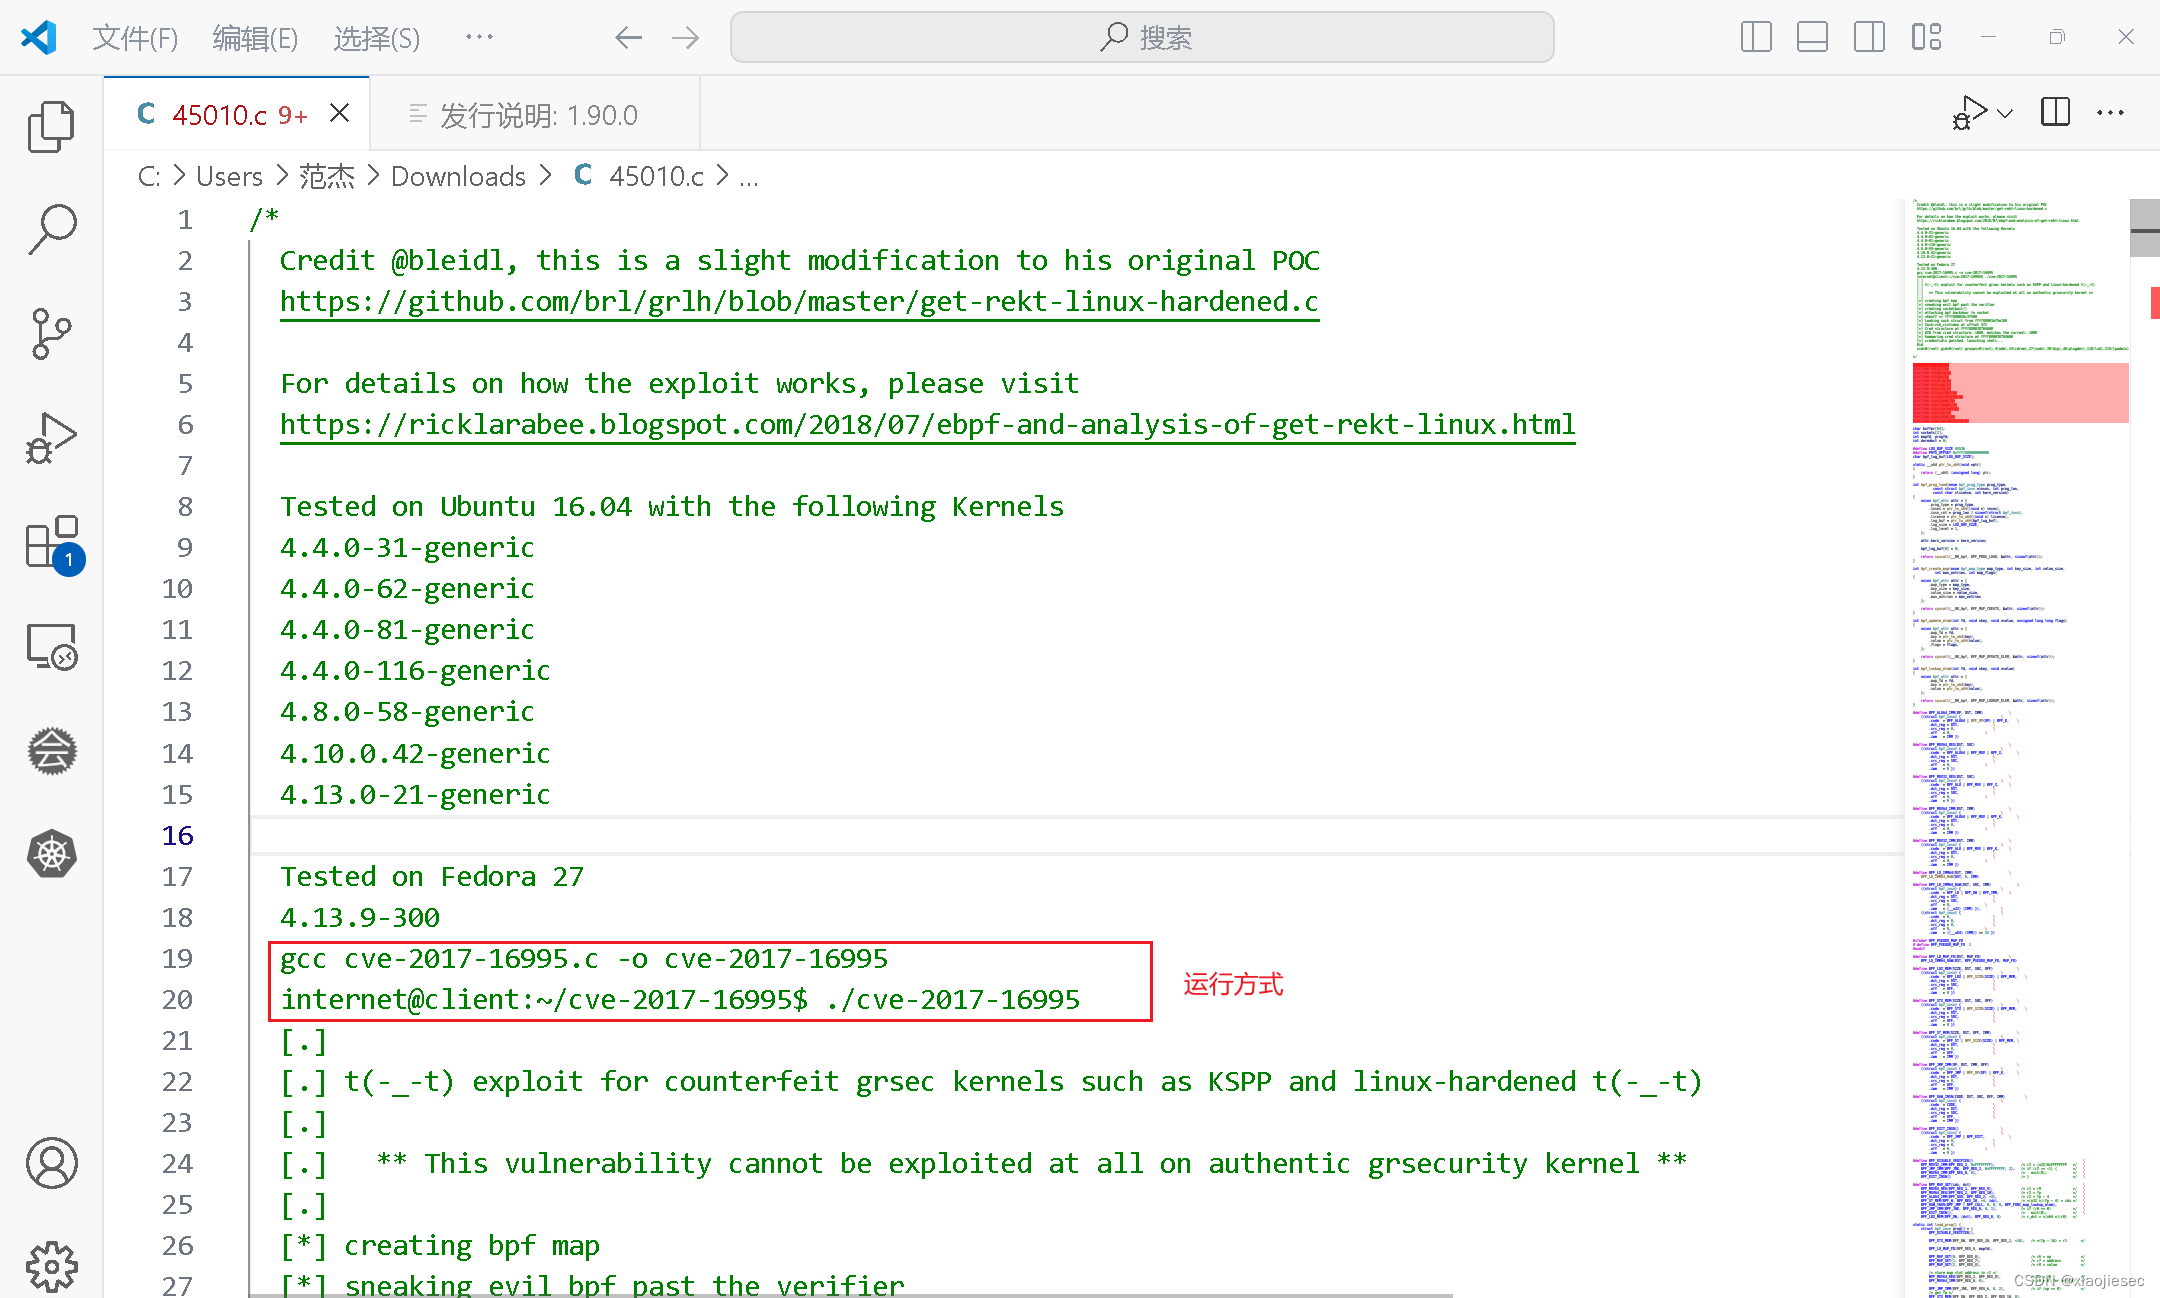 文件(F) 编辑(E) 选择(S) ··· 搜索
45010.c 9+ 发行说明: 1.90.0
C: > Users > 范杰 > Downloads > C 45010.c > ...
1 /*
2 Credit @bleidl, this is a slight modification to his original POC
3 https://github.com/brl/grlh/blob/master/get-rekt-linux-hardened.c
4
5 For details on how the exploit works, please visit
6 https://ricklarabee.blogspot.com/2018/07/ebpf-and-analysis-of-get-rekt-linux.html
7
8 Tested on Ubuntu 16.04 with the following Kernels
9 4.4.0-31-generic
10 4.4.0-62-generic
11 4.4.0-81-generic
12 4.4.0-116-generic
13 4.8.0-58-generic
14 4.10.0.42-generic
15 4.13.0-21-generic
16
17 Tested on Fedora 27
18 4.13.9-300
19 gcc cve-2017-16995.c -o cve-2017-16995
20 internet@client:~/cve-2017-16995$ ./cve-2017-16995
运行方式
21 [.]
22 [.] t(-_-t) exploit for counterfeit grsec kernels such as KSPP and linux-hardened t(-_-t)
23 [.]
24 [.] ** This vulnerability cannot be exploited at all on authentic grsecurity kernel **
25 [.]
26 [*] creating bpf map
27 [*] sneaking evil bpf past the verifier
1
会
CSDN @xiaojiesec